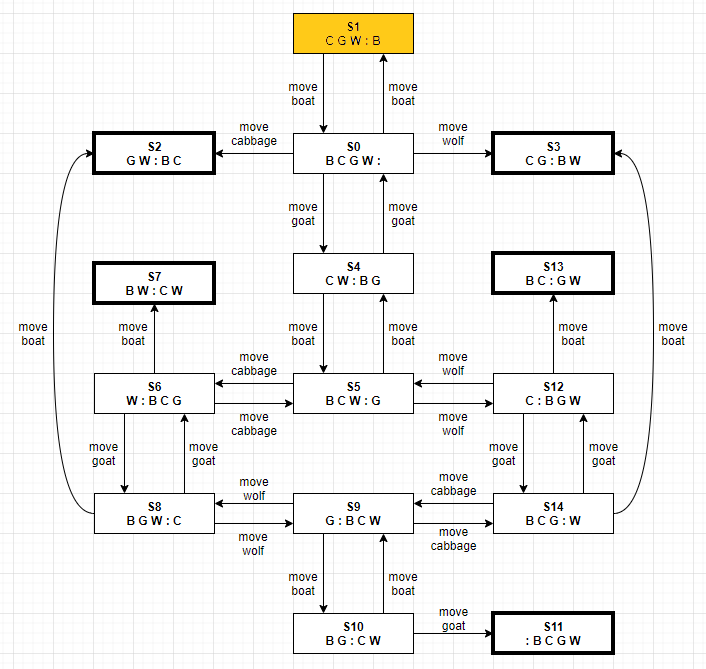 S1
C G W : B
move
boat
move
boat
move
cabbage
move
wolf
S2
G W : B C
S0
B C G W :
S3
C G : B W
move
goat
move
goat
S7
B W : C W
S4
C W : B G
S13
B C : G W
move
boat
move
boat
move
boat
move
boat
move
boat
move
boat
move
cabbage
move
wolf
S6
W : B C G
S5
B C W : G
S12
C : B G W
move
cabbage
move
wolf
move
goat
move
goat
move
goat
move
goat
move
wolf
move
cabbage
S8
B G W : C
S9
G : B C W
S14
B C G : W
move
wolf
move
cabbage
move
boat
move
boat
move
goat
S10
B G : C W
S11
: B C G W